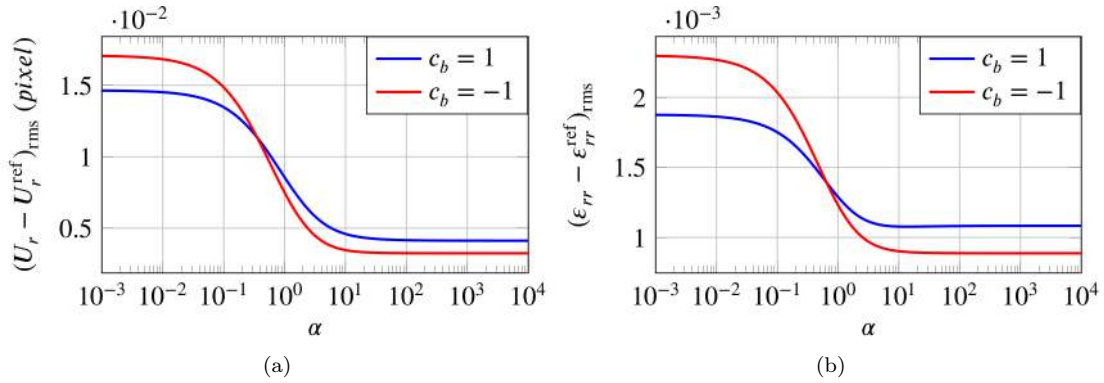 ·10⁻²
(U_r − U_r^ref)_rms (pixel)
1.5
1
0.5
c_b = 1
c_b = −1
10⁻³ 10⁻² 10⁻¹ 10⁰ 10¹ 10² 10³ 10⁴
α
(a)
·10⁻³
(ε_rr − ε_rr^ref)_rms
2
1.5
1
c_b = 1
c_b = −1
10⁻³ 10⁻² 10⁻¹ 10⁰ 10¹ 10² 10³ 10⁴
α
(b)